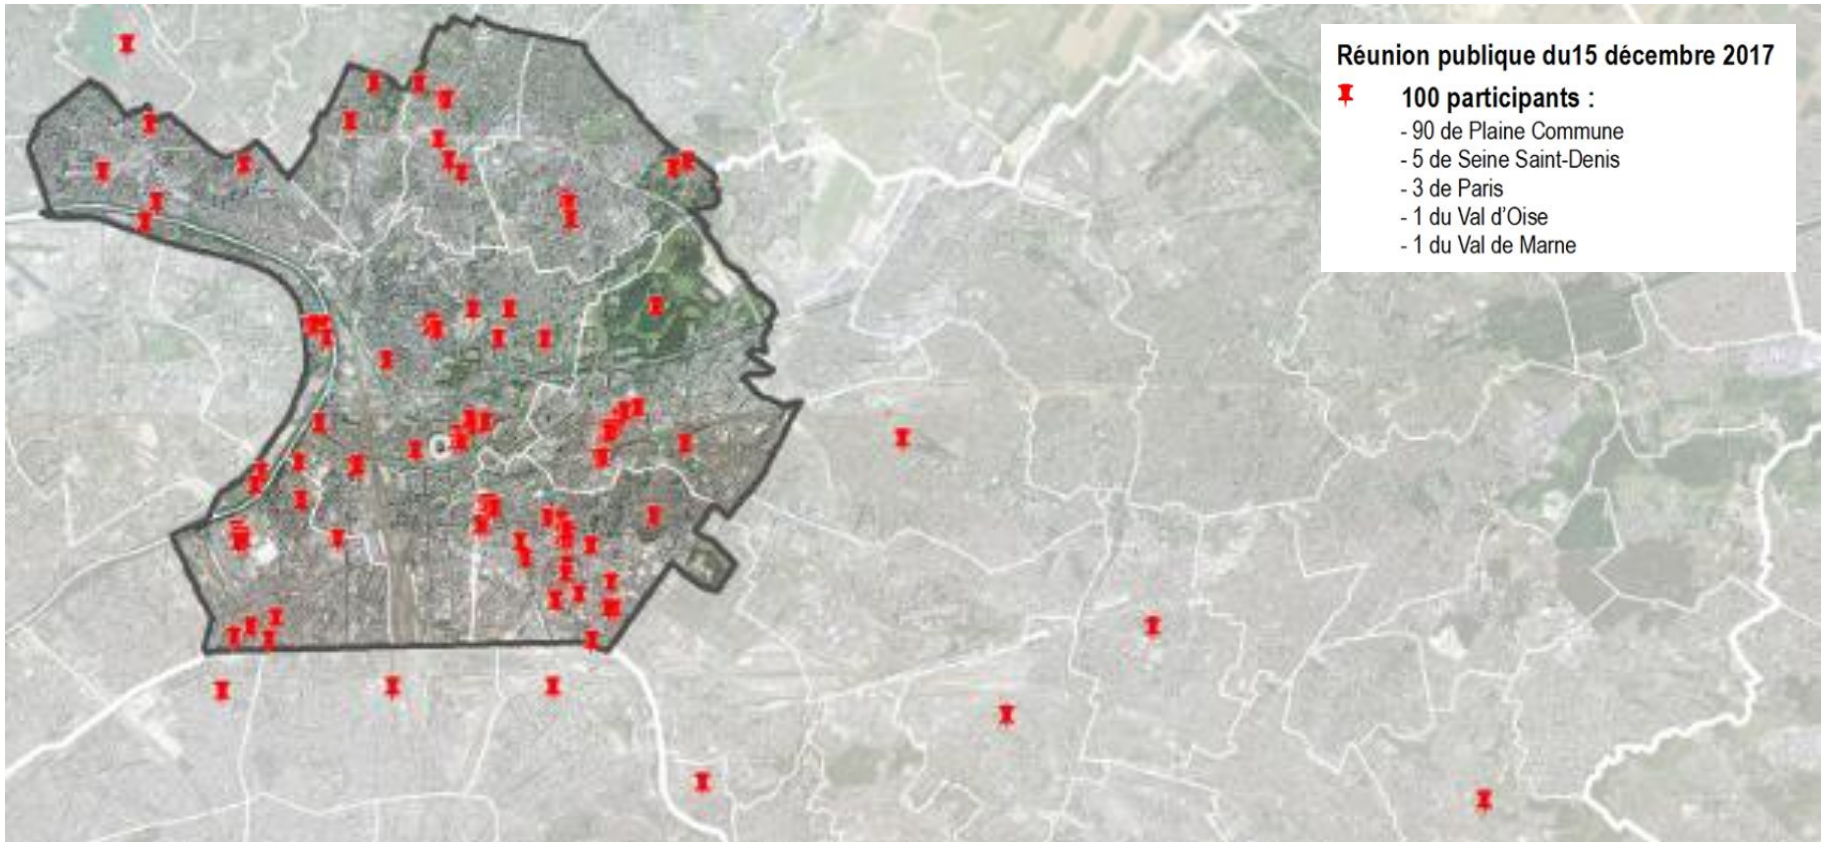 Réunion publique du15 décembre 2017
100 participants :
- 90 de Plaine Commune
- 5 de Seine Saint-Denis
- 3 de Paris
- 1 du Val d'Oise
- 1 du Val de Marne